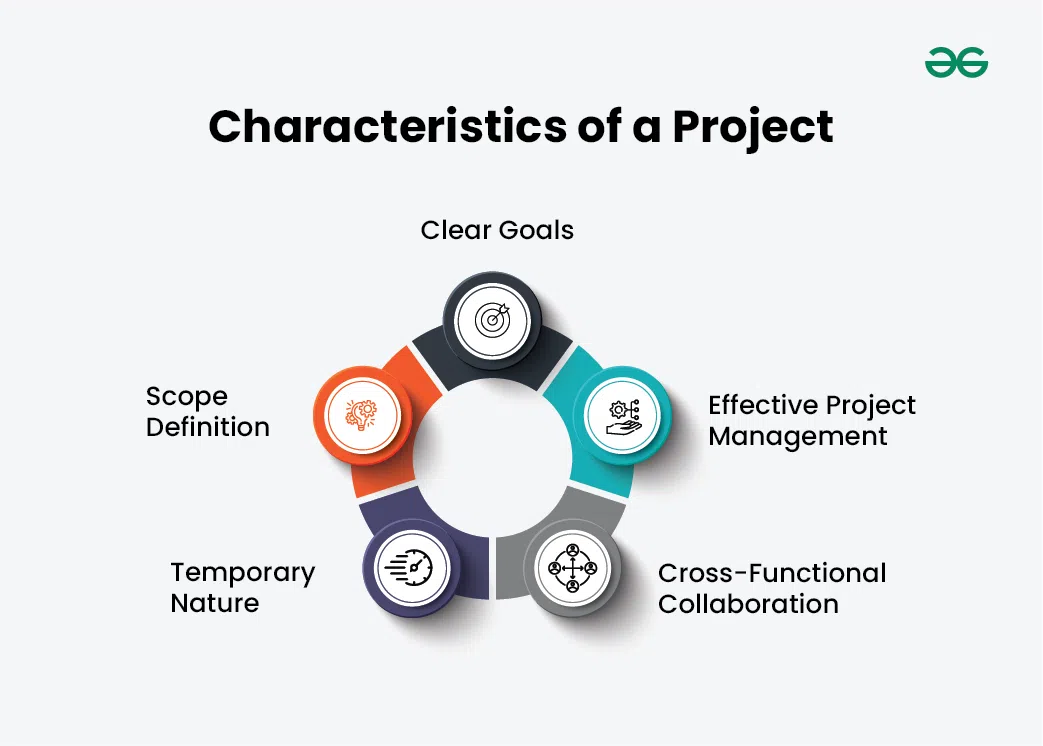 Characteristics of a Project
Clear Goals
Scope
Definition
Effective Project
Management
Temporary
Nature
Cross-Functional
Collaboration